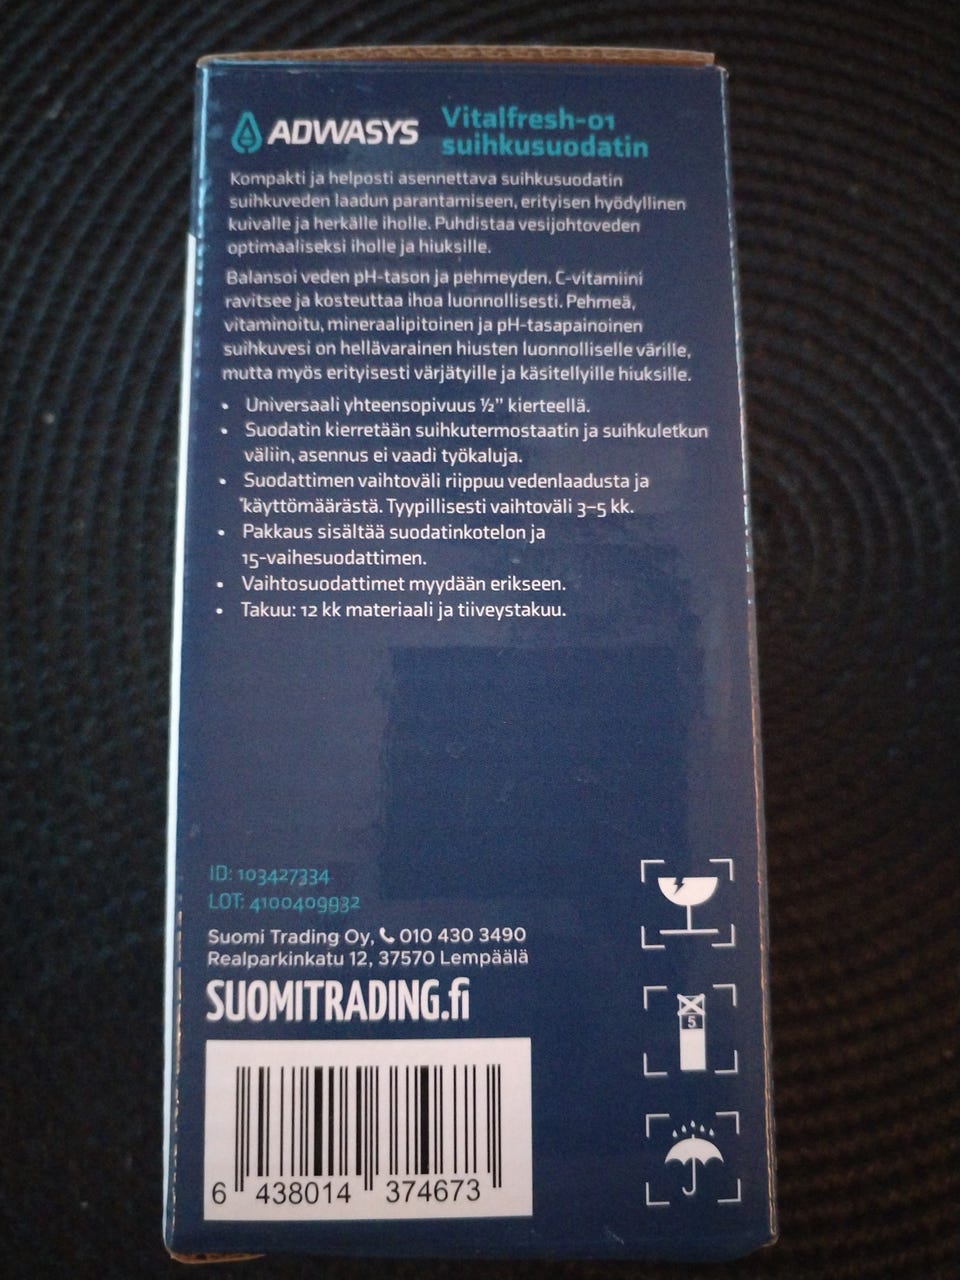 ADWASYS
Vitalfresh-01
suihkusuodatin
Kompakti ja helposti asennettava suihkusuodatin
suihkuveden laadun parantamiseen, erityisen hyödyllinen
kuivalle ja herkälle iholle. Puhdistaa vesijohtoveden
optimaaliseksi iholle ja hiuksille.
Balansoi veden pH-tason ja pehmeyden. C-vitamiini
ravitsee ja kosteuttaa ihoa luonnollisesti. Pehmeä,
vitaminoitu, mineraalipitoinen ja pH-tasapainoinen
suihkuvesi on hellävarainen hiusten luonnolliselle värille,
mutta myös erityisesti värjätyille ja käsitellyille hiuksille.
• Universaali yhteensopivuus ½” kierteellä.
• Suodatin kierretään suihkutermostaatin ja suihkuletkun
väliin, asennus ei vaadi työkaluja.
• Suodattimen vaihtoväli riippuu vedenlaadusta ja
käyttömäärästä. Tyypillisesti vaihtoväli 3–5 kk.
• Pakkaus sisältää suodatinkotelon ja
15-vaihesuodattimen.
• Vaihtosuodattimet myydään erikseen.
• Takuu: 12 kk materiaali ja tiiveystakuu.
ID: 103427334
LOT: 4100409932
Suomi Trading Oy, 010 430 3490
Realparkinkatu 12, 37570 Lempäälä
SUOMITRADING.fi
5
6 438014 374673